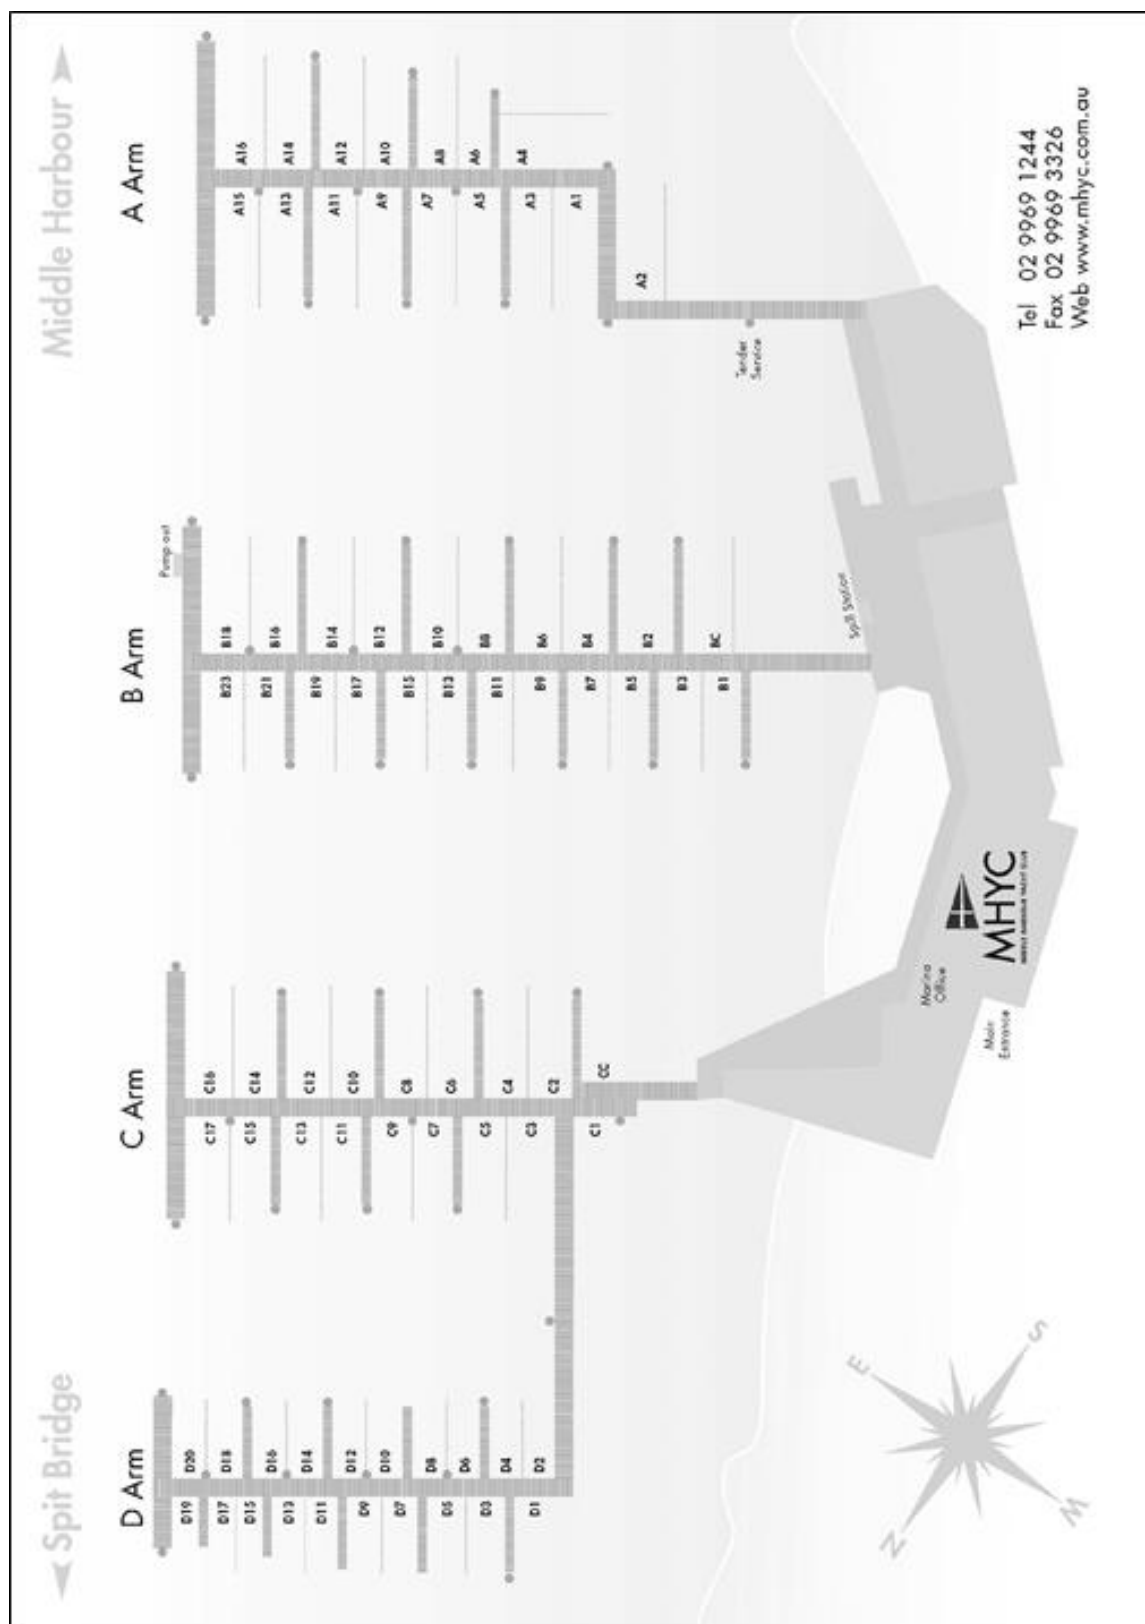 Spit Bridge
Middle Harbour
D Arm
C Arm
B Arm
A Arm
Pump out
D19
D20
D17
D18
D15
D16
D13
D14
D11
D12
D9
D10
D7
D8
D5
D6
D3
D4
D1
D2
C17
C16
C15
C14
C13
C12
C11
C10
C9
C8
C7
C6
C5
C4
C3
C2
C1
CC
B23
B18
B21
B16
B19
B14
B17
B12
B15
B10
B13
B8
B11
B6
B9
B4
B7
B2
B5
B3
BC
B1
A15
A16
A13
A14
A11
A12
A9
A10
A7
A8
A5
A6
A3
A4
A1
A2
Tender
Service
Spill Station
Marina
Office
Main
Entrance
MHYC
MIDDLE HARBOUR YACHT CLUB
N
E
S
W
Tel 02 9969 1244
Fax 02 9969 3326
Web www.mhyc.com.au